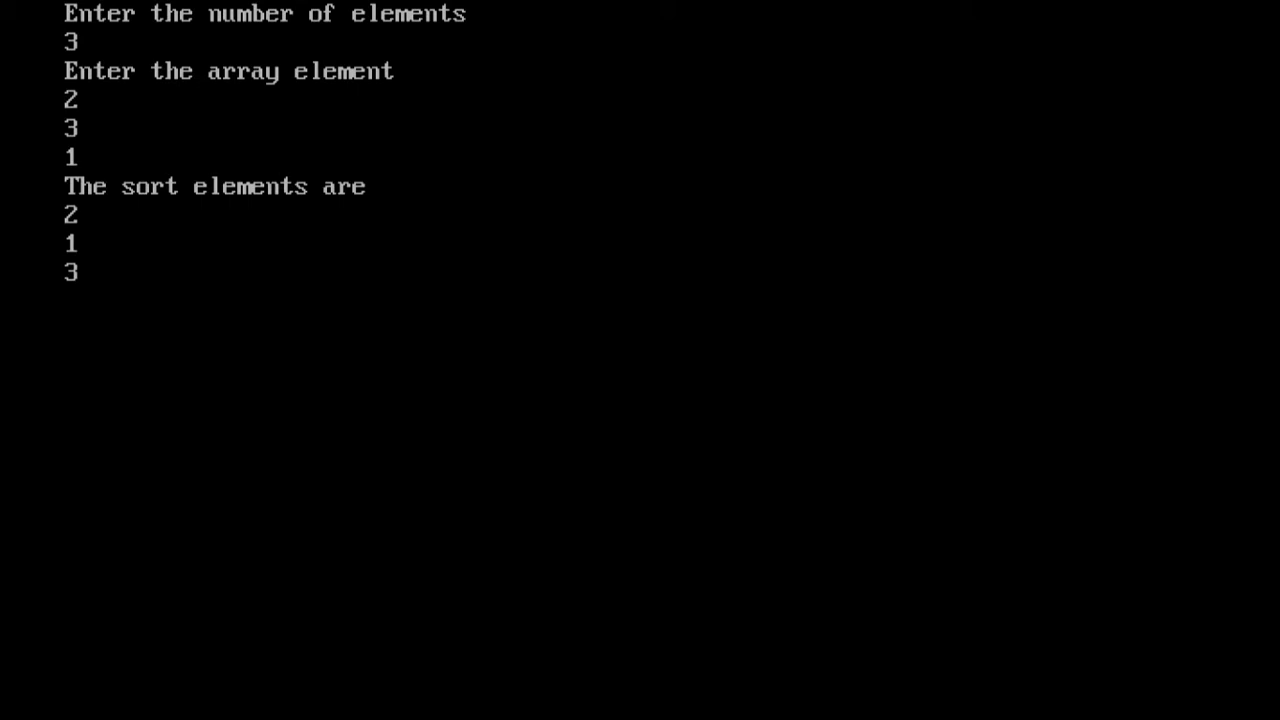 Enter the number of elements
3
Enter the array element
2
3
1
The sort elements are
2
1
3